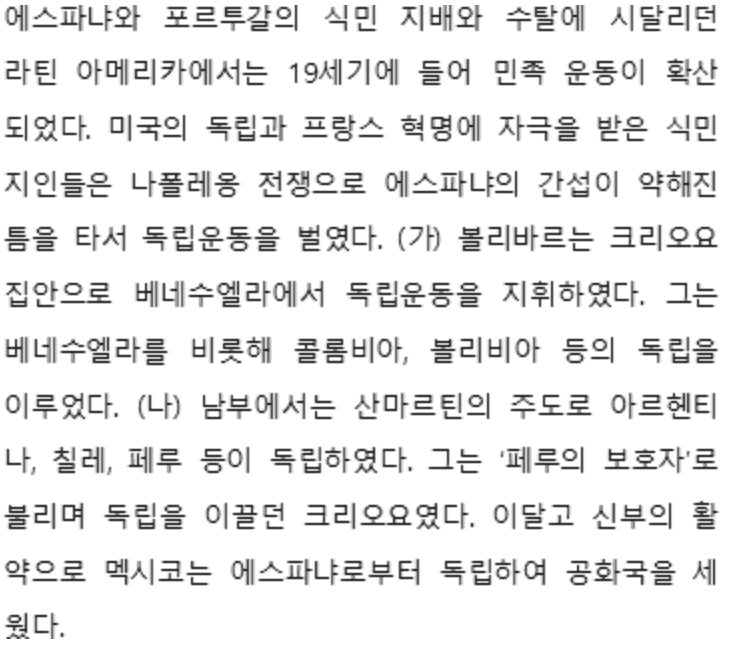 에스파냐와 포르투갈의 식민 지배와 수탈에 시달리던
라틴 아메리카에서는 19세기에 들어 민족 운동이 확산
되었다. 미국의 독립과 프랑스 혁명에 자극을 받은 식민
지인들은 나폴레옹 전쟁으로 에스파냐의 간섭이 약해진
틈을 타서 독립운동을 벌였다. (가) 볼리바르는 크리오요
집안으로 베네수엘라에서 독립운동을 지휘하였다. 그는
베네수엘라를 비롯해 콜롬비아, 볼리비아 등의 독립을
이루었다. (나) 남부에서는 산마르틴의 주도로 아르헨티
나, 칠레, 페루 등이 독립하였다. 그는 '페루의 보호자'로
불리며 독립을 이끌던 크리오요였다. 이달고 신부의 활
약으로 멕시코는 에스파냐로부터 독립하여 공화국을 세
웠다.